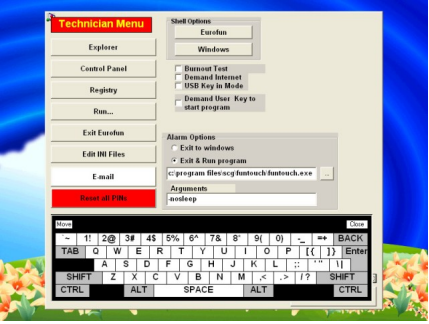 Technician Menu
Explorer
Control Panel
Registry
Run...
Exit Eurofun
Edit INI Files
E-mail
Reset all PINs
Shell Options
Eurofun
Windows
Burnout Test
Demand Internet
USB Key in Mode
Demand User Key to
start program
Alarm Options
Exit to windows
Exit & Run program
c:\program files\scg\funtouch\funtouch.exe
...
Arguments
-nosleep
Move Close
`~ 1! 2@ 3# 4$ 5% 6^ 7& 8* 9( 0) -_ =+ BACK
TAB Q W E R T Y U I O P [{ ]} Enter
A S D F G H J K L ;: '" \|
SHIFT Z X C V B N M ,< .> /? SHIFT
CTRL ALT SPACE ALT CTRL